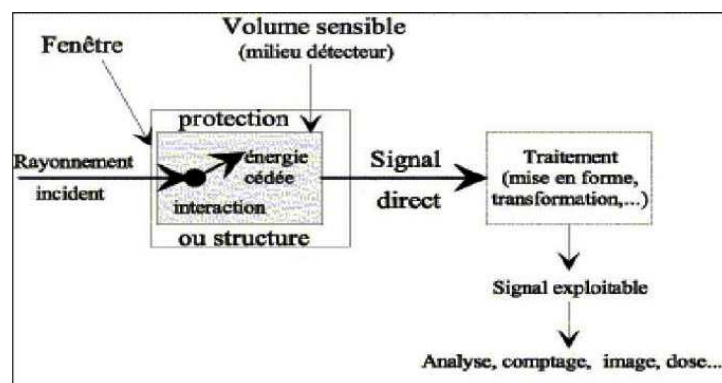 Volume sensible
(milieu détecteur)
Fenêtre
protection
Rayonnement
incident
énergie
cédée
interaction
ou structure
Signal
direct
Traitement
(mise en forme,
transformation,...)
Signal exploitable
Analyse, comptage, image, dose...